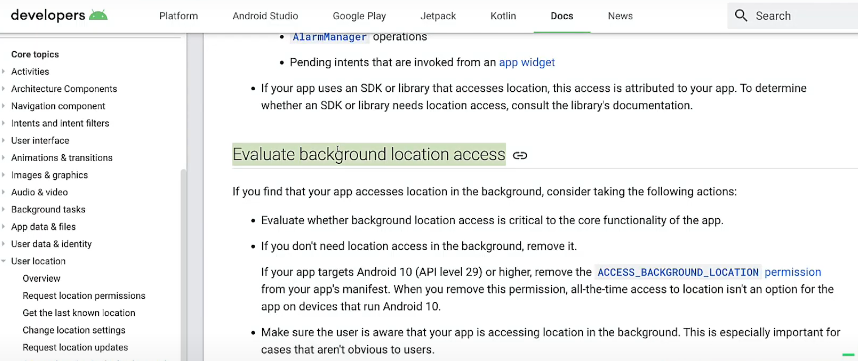 developers
Platform
Android Studio
Google Play
Jetpack
Kotlin
Docs
News
Search
Core topics
Activities
Architecture Components
Navigation component
Intents and intent filters
User interface
Animations & transitions
Images & graphics
Audio & video
Background tasks
App data & files
User data & identity
User location
Overview
Request location permissions
Get the last known location
Change location settings
Request location updates
AlarmManager operations
Pending intents that are invoked from an app widget
If your app uses an SDK or library that accesses location, this access is attributed to your app. To determine
whether an SDK or library needs location access, consult the library's documentation.
Evaluate background location access
If you find that your app accesses location in the background, consider taking the following actions:
Evaluate whether background location access is critical to the core functionality of the app.
If you don't need location access in the background, remove it.
If your app targets Android 10 (API level 29) or higher, remove the ACCESS_BACKGROUND_LOCATION permission
from your app's manifest. When you remove this permission, all-the-time access to location isn't an option for the
app on devices that run Android 10.
Make sure the user is aware that your app is accessing location in the background. This is especially important for
cases that aren't obvious to users.